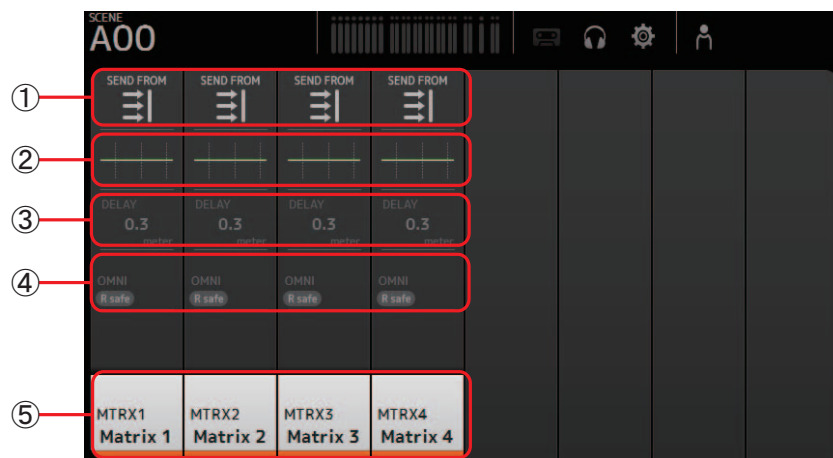 SCENE
A00
① SEND FROM SEND FROM SEND FROM SEND FROM
②
③ DELAY DELAY DELAY DELAY
0.3 0.3 0.3 0.3
meter meter meter meter
④ OMNI OMNI OMNI OMNI
R safe R safe R safe R safe
⑤ MTRX1 MTRX2 MTRX3 MTRX4
Matrix 1 Matrix 2 Matrix 3 Matrix 4